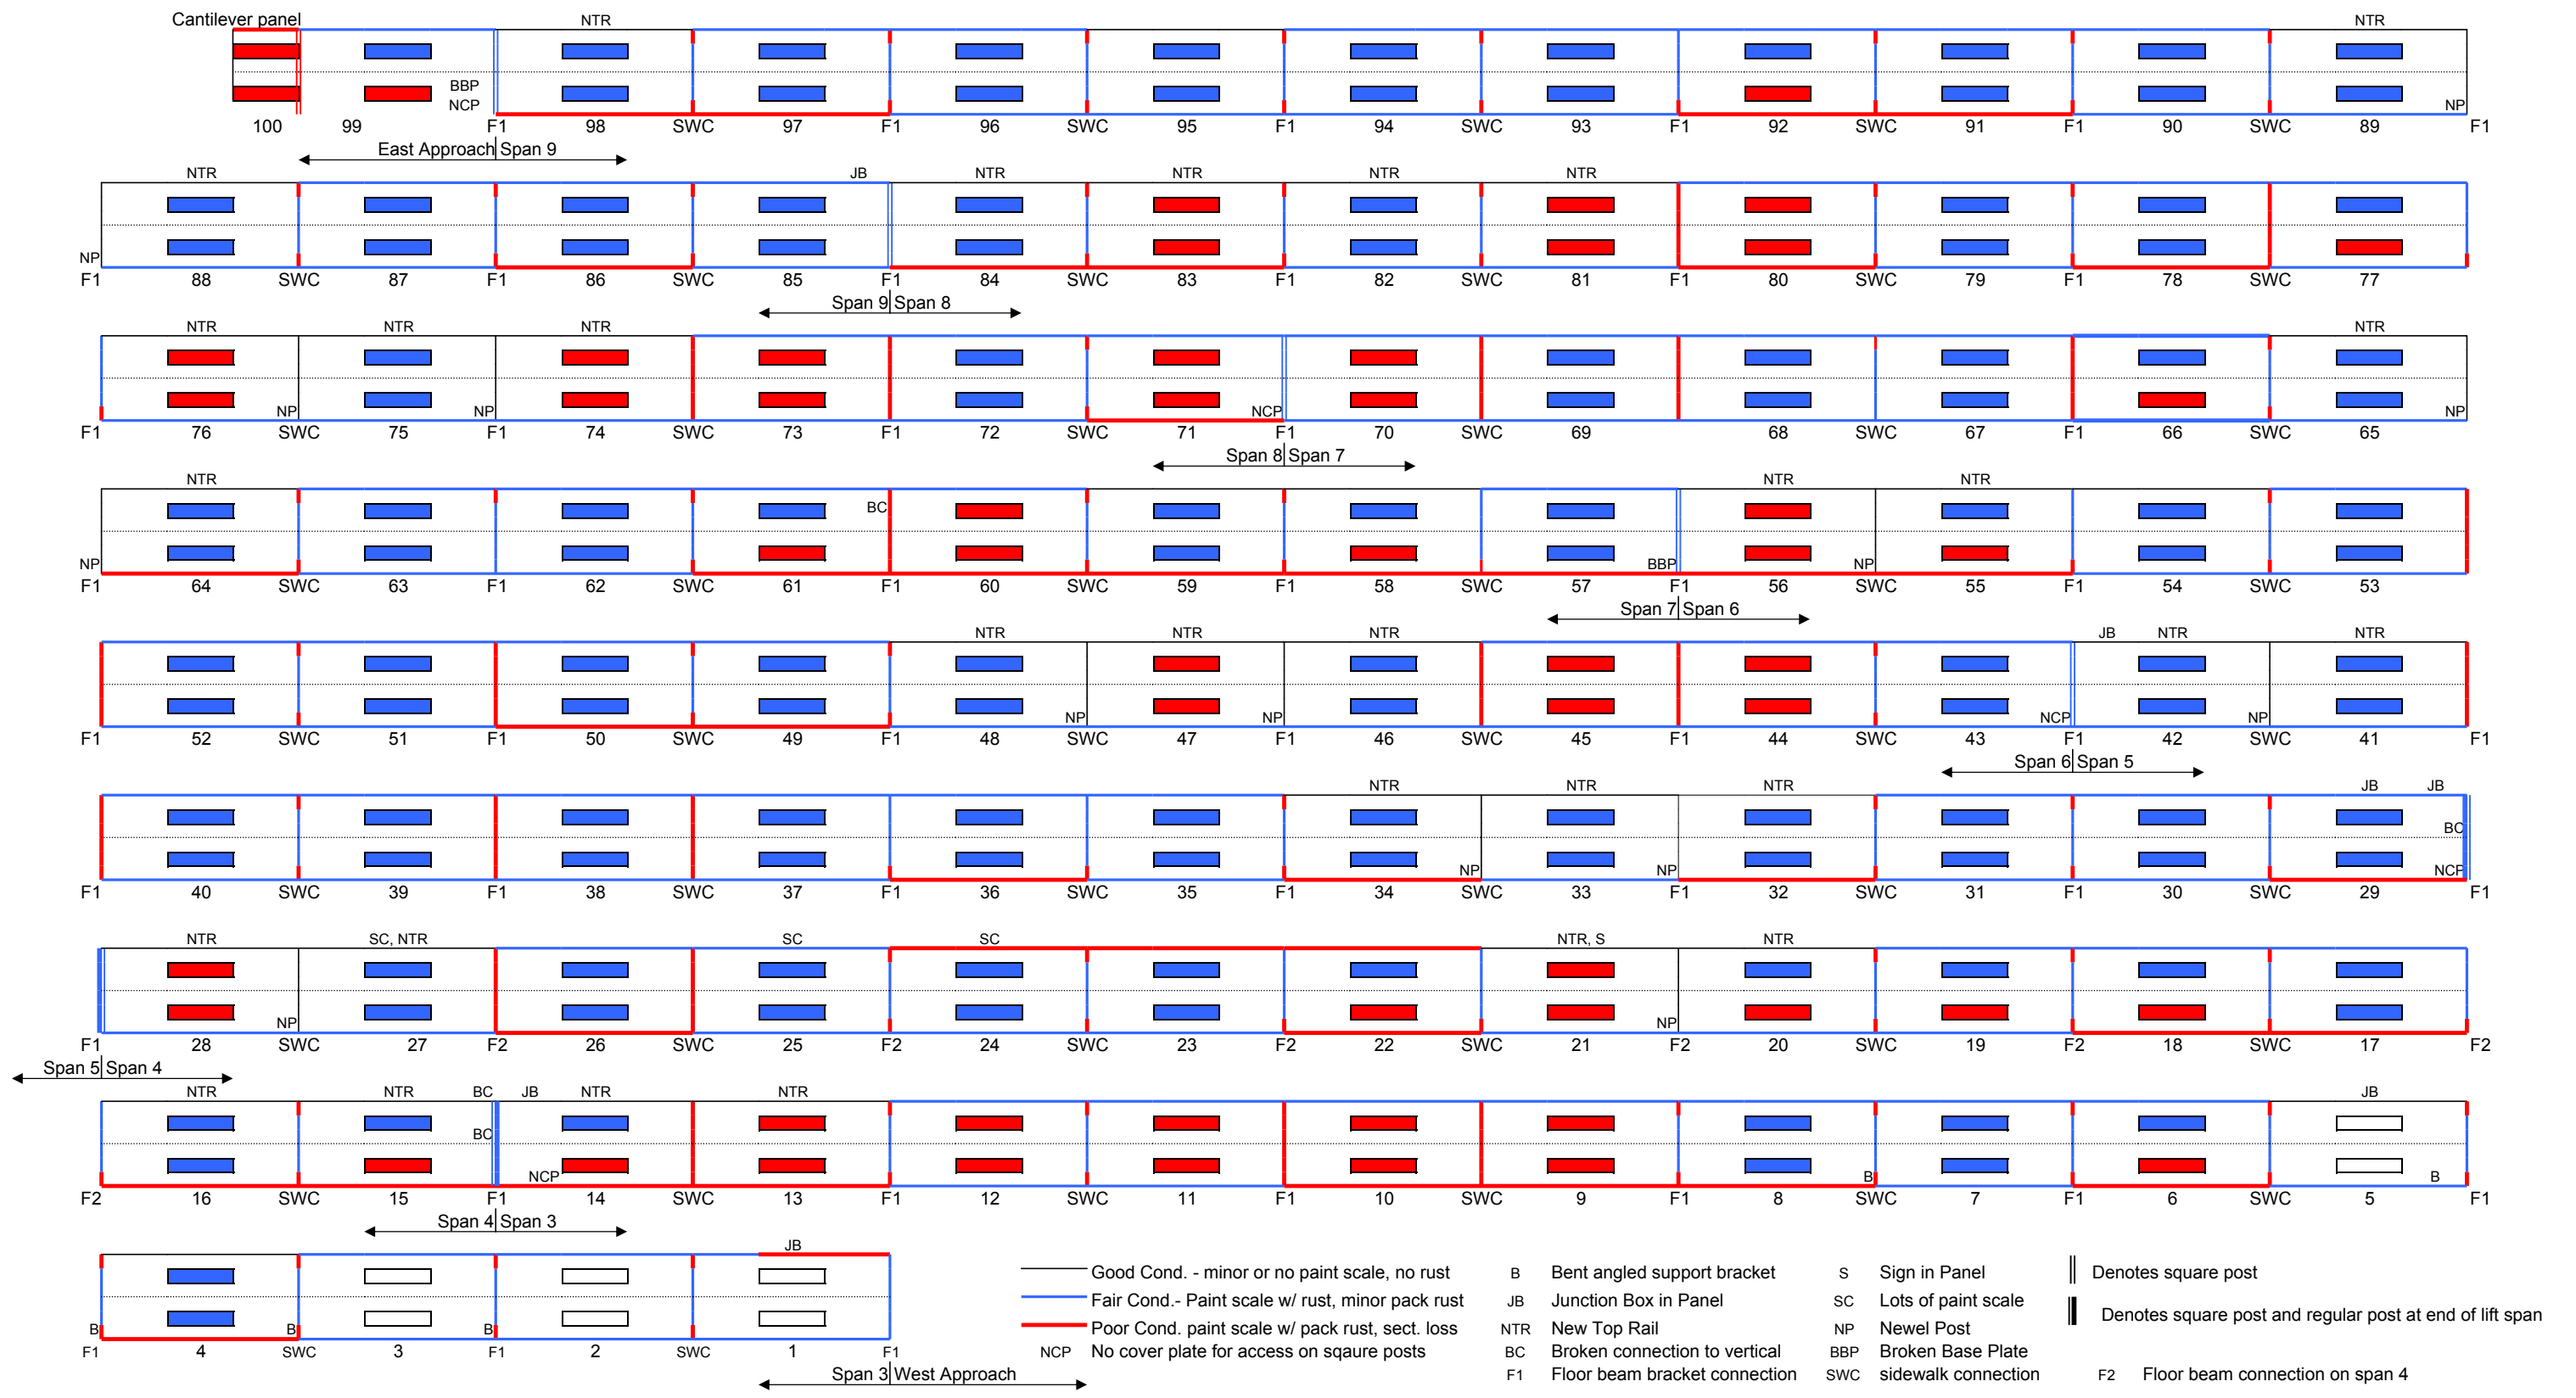 Cantilever panel NTR NTR
BBP
NCP NP
100 99 F1 98 SWC 97 F1 96 SWC 95 F1 94 SWC 93 F1 92 SWC 91 F1 90 SWC 89 F1
East Approach Span 9
NTR JB NTR NTR NTR NTR
NP
F1 88 SWC 87 F1 86 SWC 85 F1 84 SWC 83 F1 82 SWC 81 F1 80 SWC 79 F1 78 SWC 77
Span 9 Span 8
NTR NTR NTR NTR
NP NP NCP NP
F1 76 SWC 75 F1 74 SWC 73 F1 72 SWC 71 F1 70 SWC 69 68 SWC 67 F1 66 SWC 65
Span 8 Span 7
NTR NTR NTR
BC
NP BBP NP
F1 64 SWC 63 F1 62 SWC 61 F1 60 SWC 59 F1 58 SWC 57 F1 56 SWC 55 F1 54 SWC 53
Span 7 Span 6
NTR NTR NTR JB NTR NTR
NP NP NCP NP
F1 52 SWC 51 F1 50 SWC 49 F1 48 SWC 47 F1 46 SWC 45 F1 44 SWC 43 F1 42 SWC 41 F1
Span 6 Span 5
NTR NTR NTR JB JB
BC
NP NP NCP
F1 40 SWC 39 F1 38 SWC 37 F1 36 SWC 35 F1 34 SWC 33 F1 32 SWC 31 F1 30 SWC 29 F1
NTR SC, NTR SC SC NTR, S NTR
NP NP
F1 28 SWC 27 F2 26 SWC 25 F2 24 SWC 23 F2 22 SWC 21 F2 20 SWC 19 F2 18 SWC 17 F2
Span 5 Span 4
NTR NTR BC JB NTR NTR JB
BC
NCP B B
F2 16 SWC 15 F1 14 SWC 13 F1 12 SWC 11 F1 10 SWC 9 F1 8 SWC 7 F1 6 SWC 5 F1
Span 4 Span 3
JB
B B B
F1 4 SWC 3 F1 2 SWC 1 F1
Span 3 West Approach
Good Cond. - minor or no paint scale, no rust B Bent angled support bracket S Sign in Panel Denotes square post
Fair Cond.- Paint scale w/ rust, minor pack rust JB Junction Box in Panel SC Lots of paint scale Denotes square post and regular post at end of lift span
Poor Cond. paint scale w/ pack rust, sect. loss NTR New Top Rail NP Newel Post
NCP No cover plate for access on sqaure posts BC Broken connection to vertical BBP Broken Base Plate
F1 Floor beam bracket connection SWC sidewalk connection F2 Floor beam connection on span 4